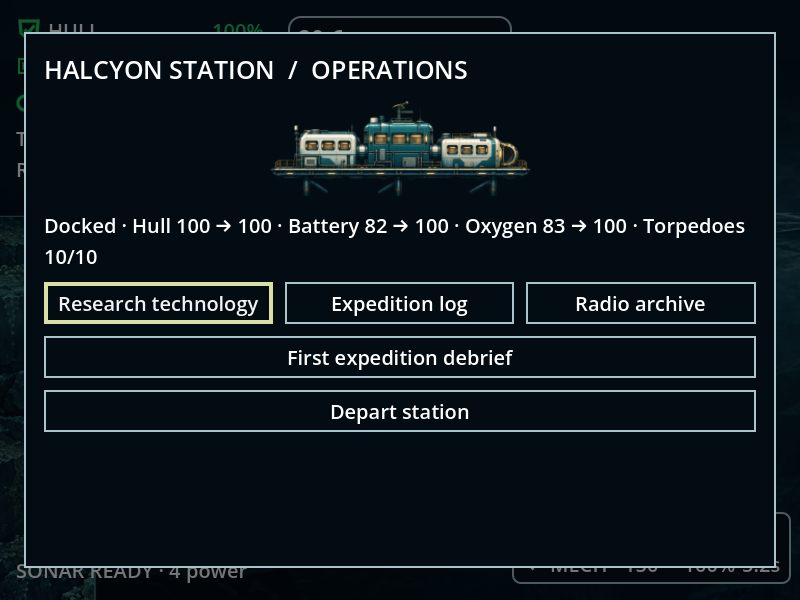 HULL 100%
HALCYON STATION / OPERATIONS
Docked · Hull 100 → 100 · Battery 82 → 100 · Oxygen 83 → 100 · Torpedoes
10/10
Research technology
Expedition log
Radio archive
First expedition debrief
Depart station
SONAR READY · 4 power